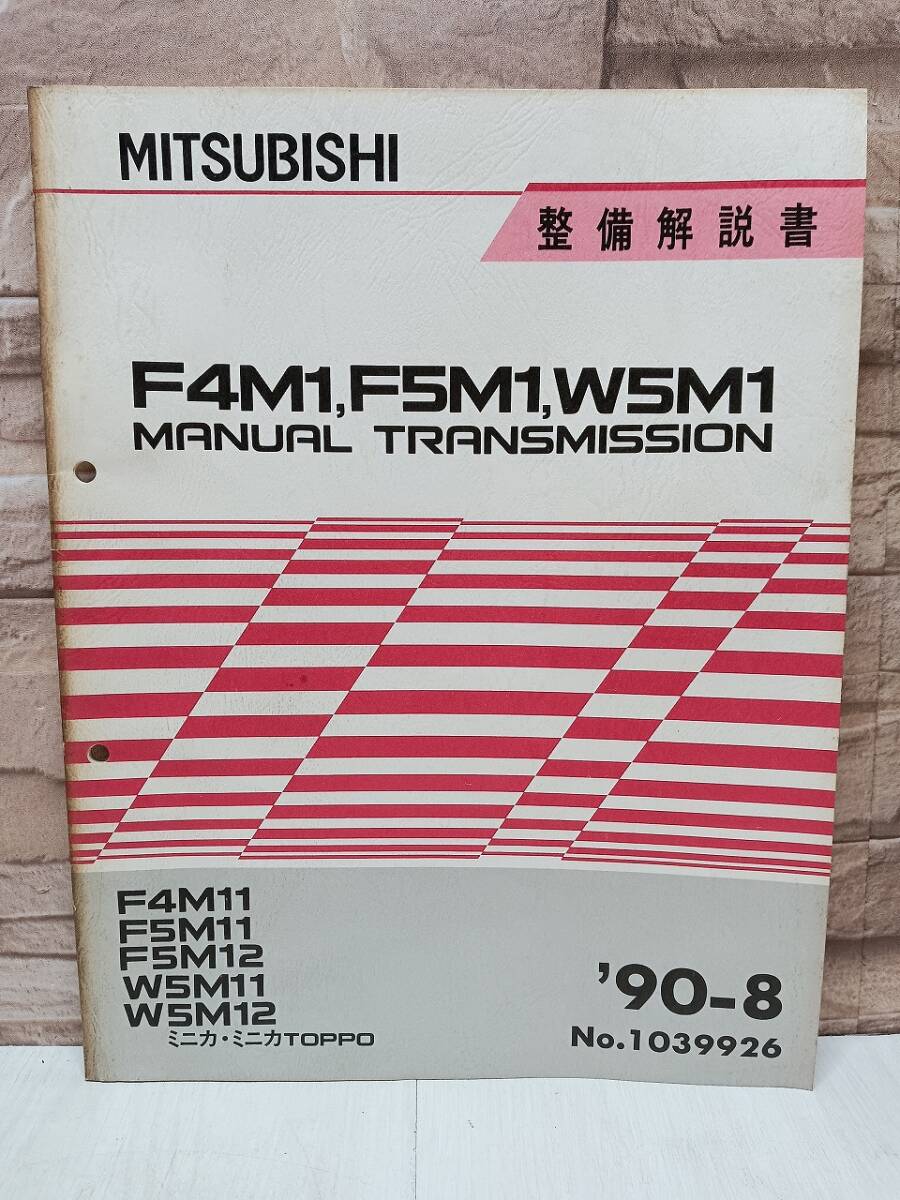 MITSUBISHI
整備解説書
F4M1,F5M1,W5M1
MANUAL TRANSMISSION
F4M11
F5M11
F5M12
W5M11
W5M12
ミニカ・ミニカTOPPO
'90-8
No.1039926